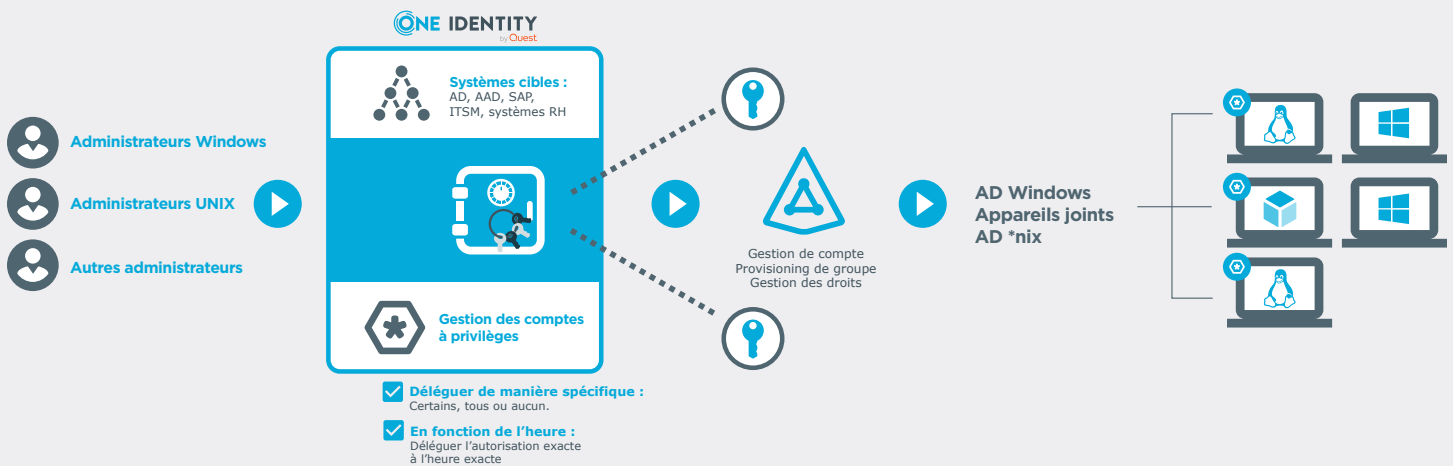 ONE IDENTITY
by Quest
Administrateurs Windows
Administrateurs UNIX
Autres administrateurs
Systèmes cibles :
AD, AAD, SAP,
ITSM, systèmes RH
Gestion des comptes
à privilèges
Déléguer de manière spécifique :
Certains, tous ou aucun.
En fonction de l’heure :
Déléguer l’autorisation exacte
à l’heure exacte
Gestion de compte
Provisioning de groupe
Gestion des droits
AD Windows
Appareils joints
AD *nix